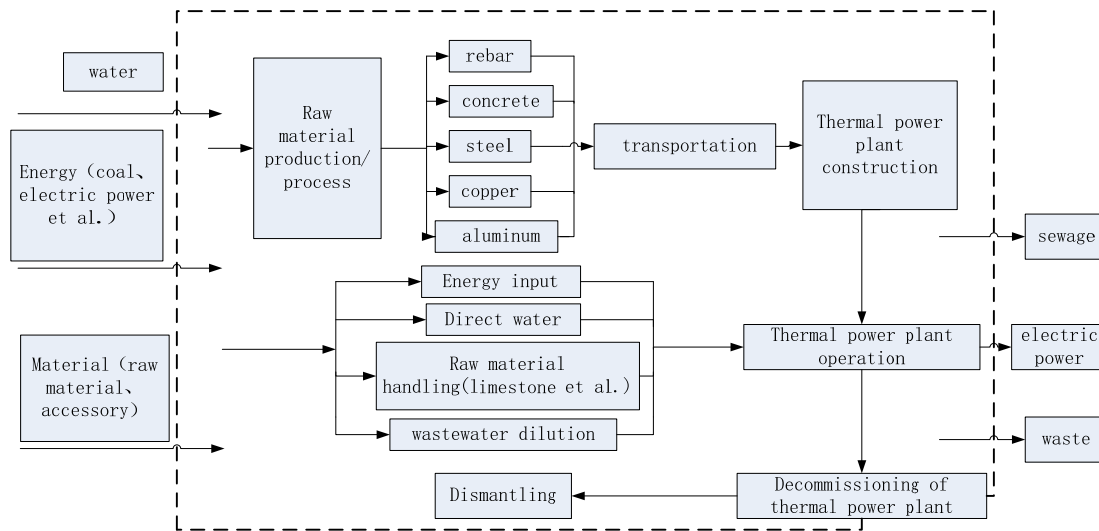 water
Energy (coal、
electric power
et al.)
Material (raw
material、
accessory)
Raw
material
production/
process
rebar
concrete
steel
copper
aluminum
transportation
Thermal power
plant
construction
Energy input
Direct water
Raw material
handling(limestone et al.)
wastewater dilution
Thermal power plant
operation
Dismantling
Decommissioning of
thermal power plant
sewage
electric
power
waste